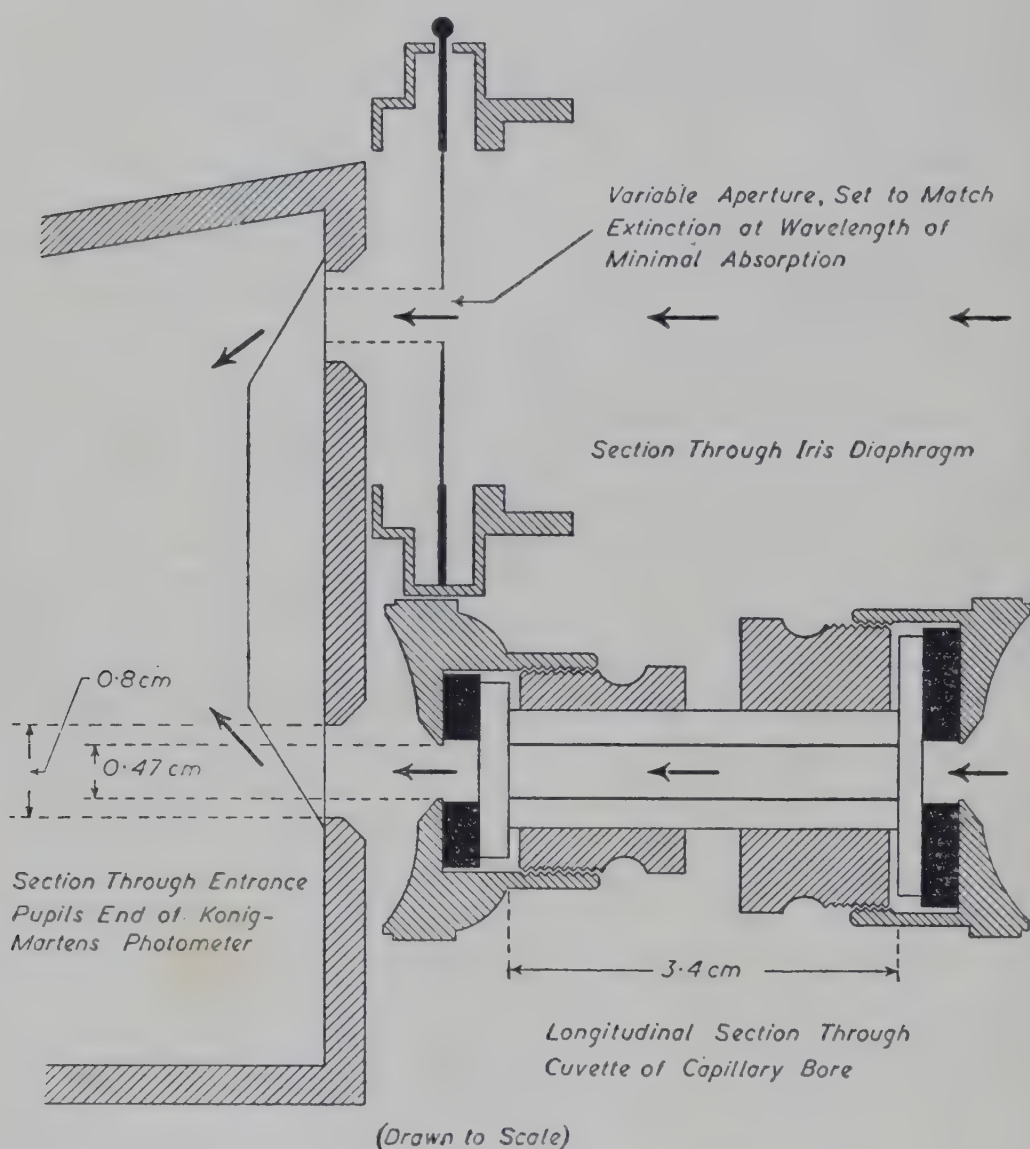 Variable Aperture, Set to Match
Extinction at Wavelength of
Minimal Absorption
Section Through Iris Diaphragm
0·8 cm
0·47 cm
Section Through Entrance
Pupils End of Konig-
Martens Photometer
3·4 cm
Longitudinal Section Through
Cuvette of Capillary Bore
(Drawn to Scale)